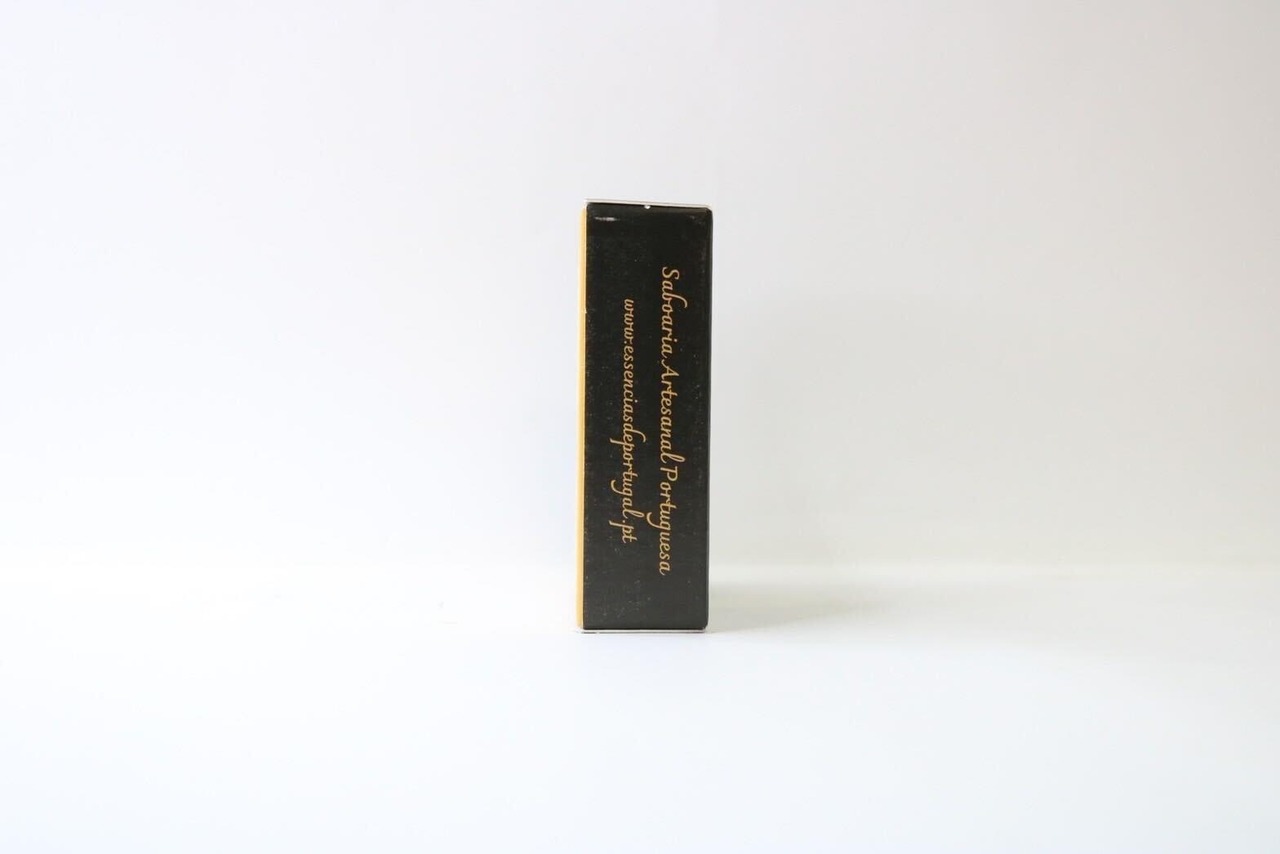 Saboaria Artesanal Portuguesa
www.essenciasdeportugal.pt